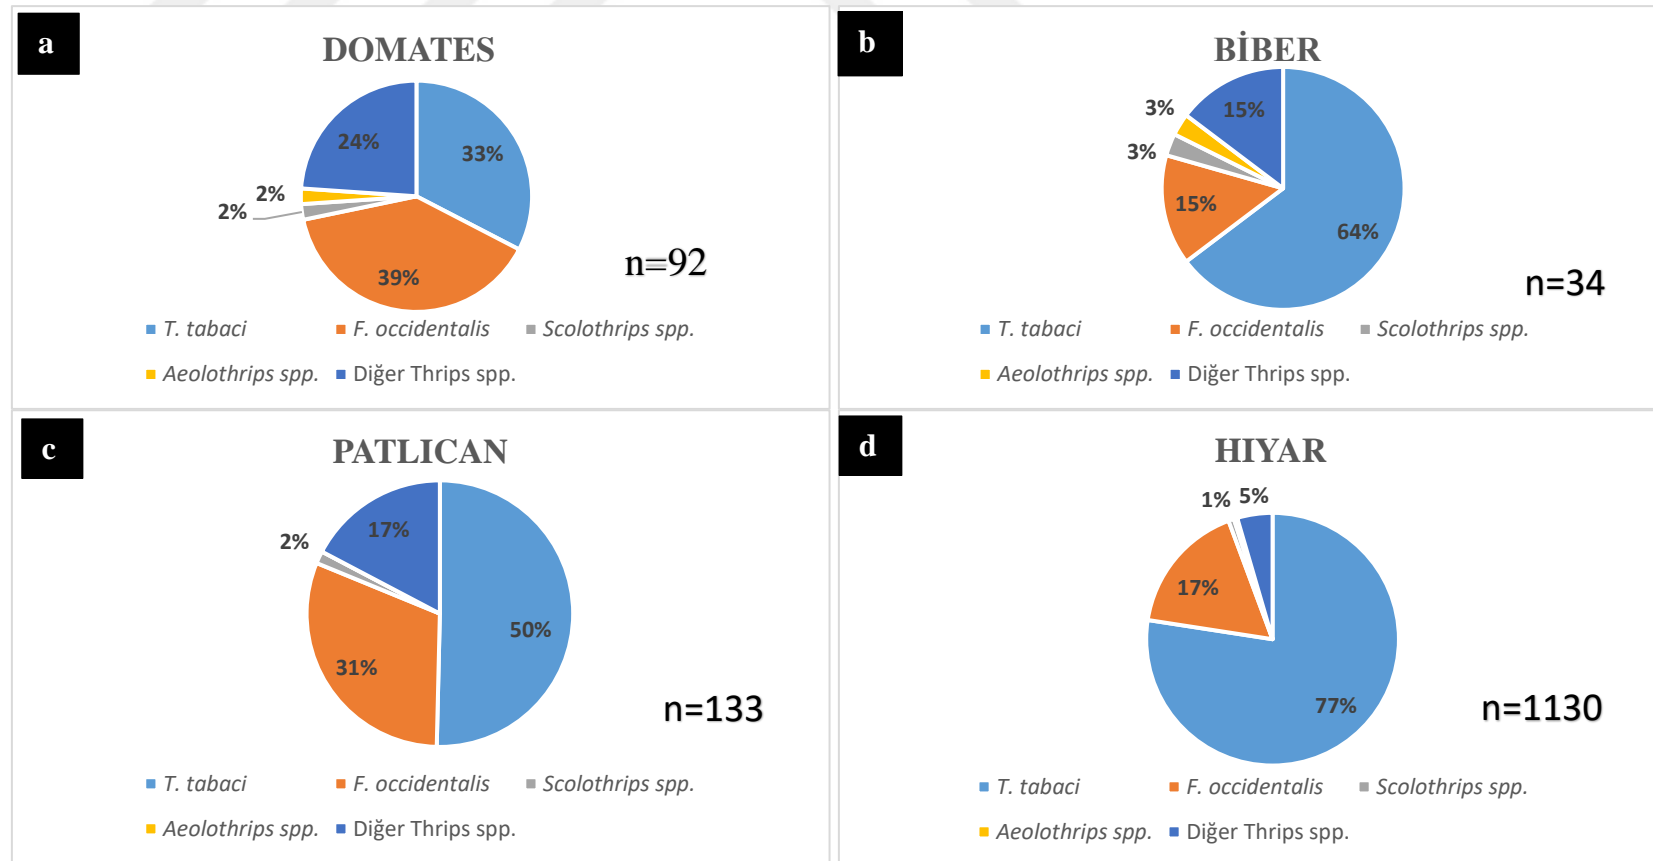 a
DOMATES
24%
33%
2%
2%
39%
n=92
T. tabaci F. occidentalis Scolothrips spp.
Aeolothrips spp. Diğer Thrips spp.
b
BİBER
3%
15%
3%
15%
64%
n=34
T. tabaci F. occidentalis Scolothrips spp.
Aeolothrips spp. Diğer Thrips spp.
c
PATLICAN
17%
2%
50%
31%
n=133
T. tabaci F. occidentalis Scolothrips spp.
Aeolothrips spp. Diğer Thrips spp.
d
HIYAR
1% 5%
17%
77%
n=1130
T. tabaci F. occidentalis Scolothrips spp.
Aeolothrips spp. Diğer Thrips spp.